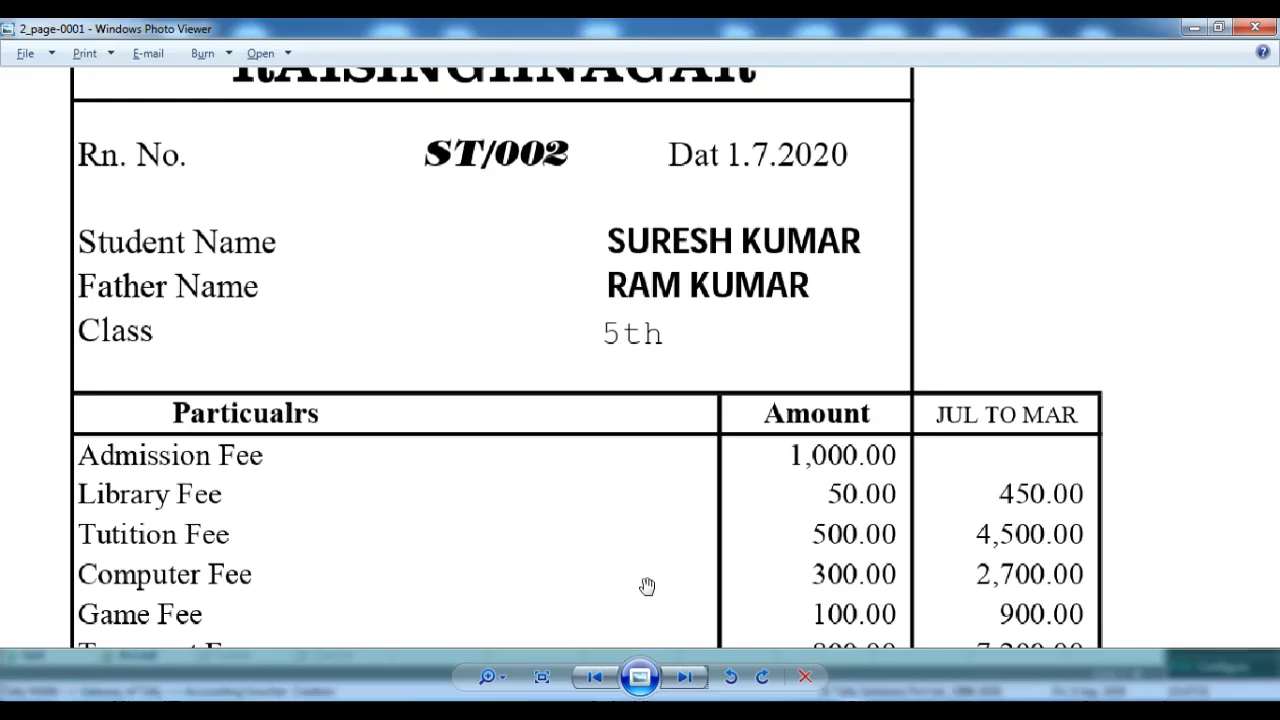 2_page-0001 - Windows Photo Viewer
File Print E-mail Burn Open
RAISINGHNAGAR
Rn. No. ST/002 Dat 1.7.2020
Student Name SURESH KUMAR
Father Name RAM KUMAR
Class 5th
Particualrs Amount JUL TO MAR
Admission Fee 1,000.00
Library Fee 50.00 450.00
Tutition Fee 500.00 4,500.00
Computer Fee 300.00 2,700.00
Game Fee 100.00 900.00